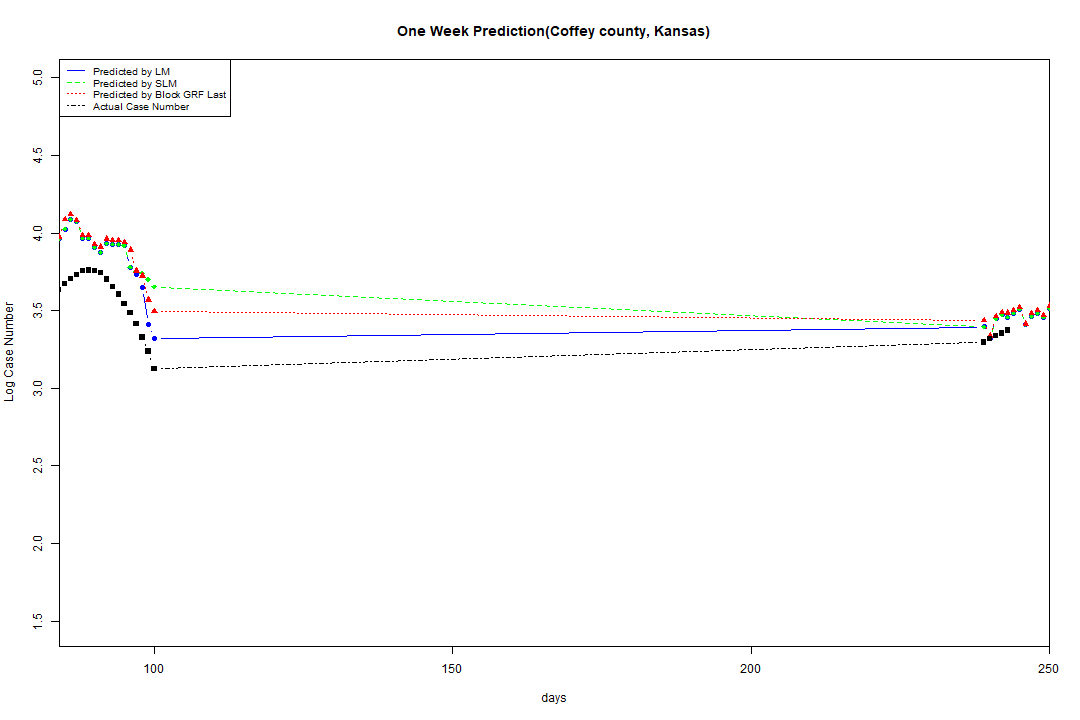 One Week Prediction(Coffey county, Kansas)
Predicted by LM
Predicted by SLM
Predicted by Block GRF Last
Actual Case Number
5.0
4.5
4.0
3.5
3.0
2.5
2.0
1.5
Log Case Number
100
150
200
250
days